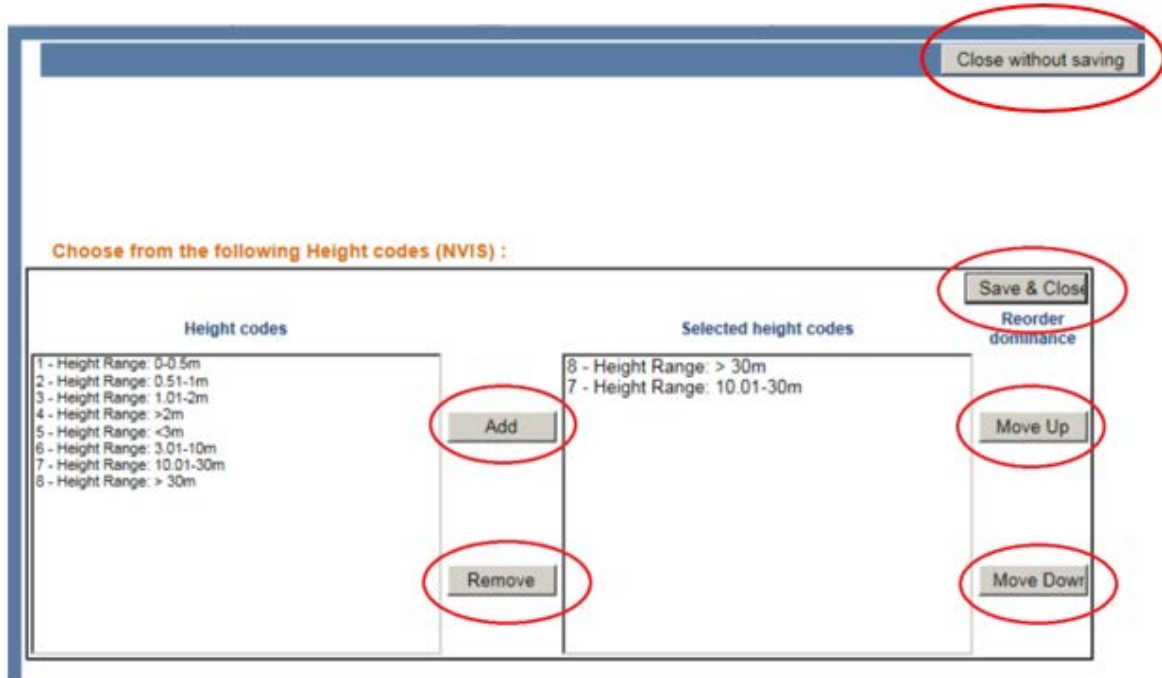 Close without saving
Choose from the following Height codes (NVIS) :
Save & Close
Height codes
Selected height codes
Reorder
dominance
1 - Height Range: 0-0.5m
2 - Height Range: 0.51-1m
3 - Height Range: 1.01-2m
4 - Height Range: >2m
5 - Height Range: <3m
6 - Height Range: 3.01-10m
7 - Height Range: 10.01-30m
8 - Height Range: > 30m
Add
Remove
8 - Height Range: > 30m
7 - Height Range: 10.01-30m
Move Up
Move Down